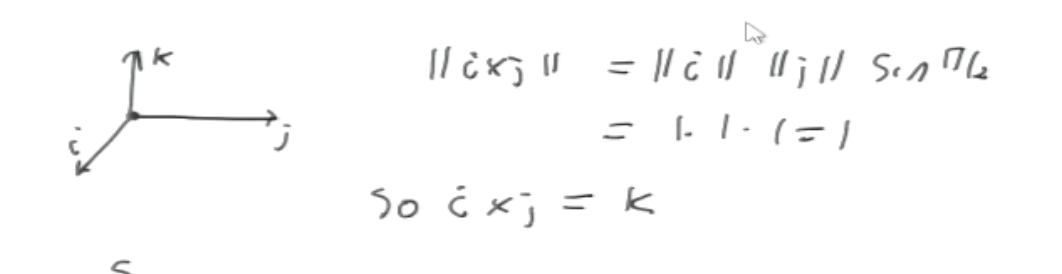 k
i
j
||i×j|| = ||i|| ||j|| sin π/2
= 1. 1. 1 = 1
So i × j = k